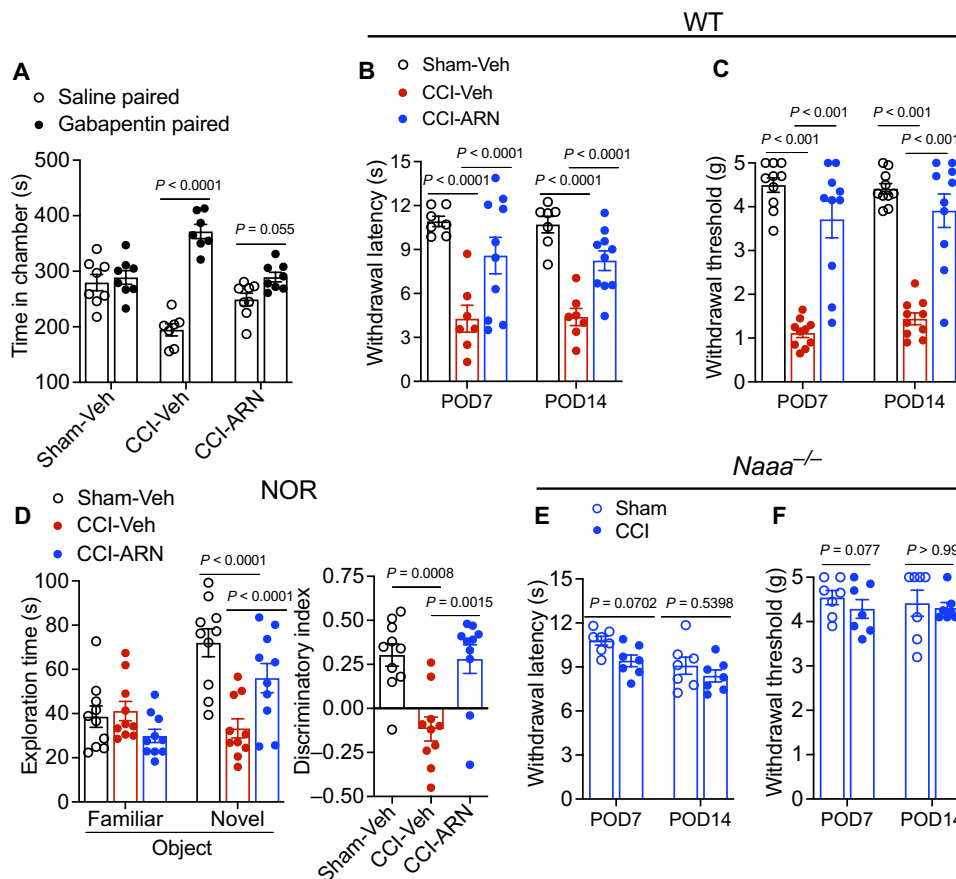 WT
A
Saline paired
Gabapentin paired
Time in chamber (s)
500
400
300
200
100
P < 0.0001
P = 0.055
Sham-Veh
CCI-Veh
CCI-ARN
B
Sham-Veh
CCI-Veh
CCI-ARN
Withdrawal latency (s)
15
12
9
6
3
0
P < 0.0001
P < 0.0001
P < 0.0001
P < 0.0001
POD7
POD14
C
Withdrawal threshold (g)
5
4
3
2
1
0
P < 0.001
P < 0.001
P < 0.001
P < 0.001
POD7
POD14
NOR
D
Sham-Veh
CCI-Veh
CCI-ARN
Exploration time (s)
100
80
60
40
20
0
P < 0.0001
P < 0.0001
Familiar
Novel
Object
Discriminatory index
0.75
0.50
0.25
0.00
–0.25
–0.50
P = 0.0008
P = 0.0015
Sham-Veh
CCI-Veh
CCI-ARN
Naaa–/–
E
Sham
CCI
Withdrawal latency (s)
15
12
9
6
3
0
P = 0.0702
P = 0.5398
POD7
POD14
F
Withdrawal threshold (g)
5
4
3
2
1
0
P = 0.077
P > 0.99
POD7
POD14